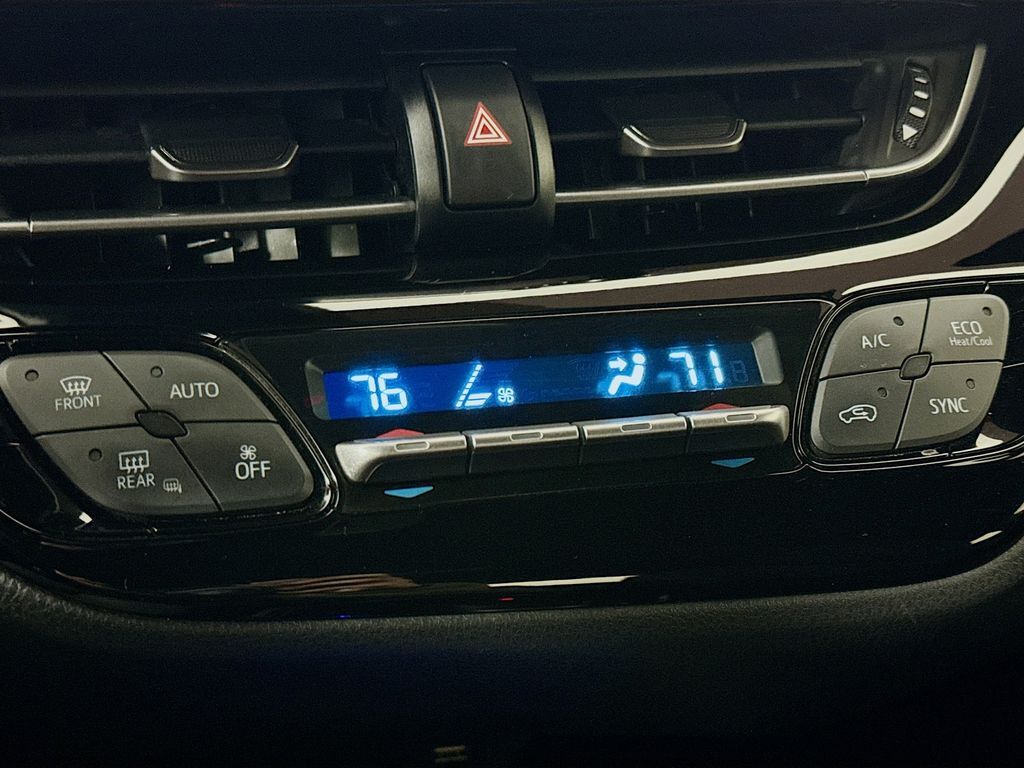 FRONT
AUTO
REAR
OFF
76
71
A/C
ECO
Heat/Cool
SYNC